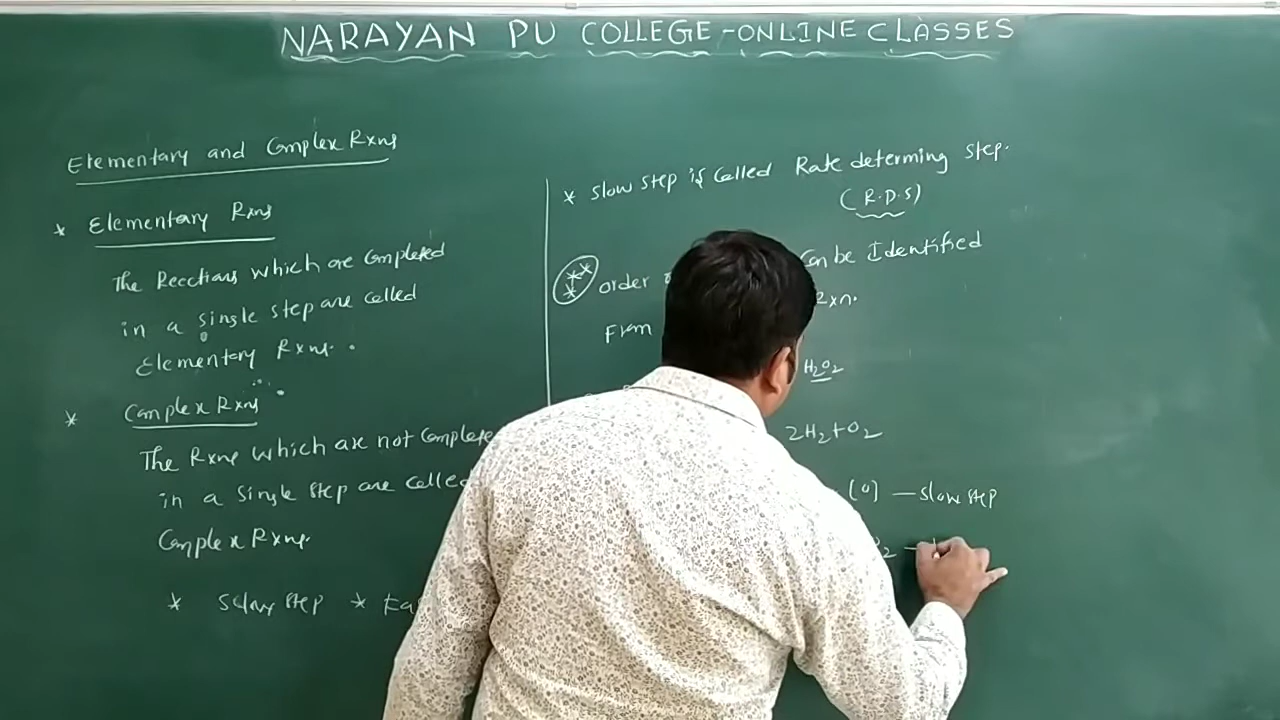 NARAYAN PU COLLEGE - ONLINE CLASSES
Elementary and Complex Rxns
* Elementary Rxns
The Recctians which are completed
in a single step are called
Elementary Rxns.
* Complex Rxns
The Rxns which are not complete
in a single step are called
Complex Rxns.
* Slow step *
* Slow step is called Rate determing step.
(R.D.S)
*** order can be Identified
From Rxn.
H2O2
2H2+O2
[O] — slow step